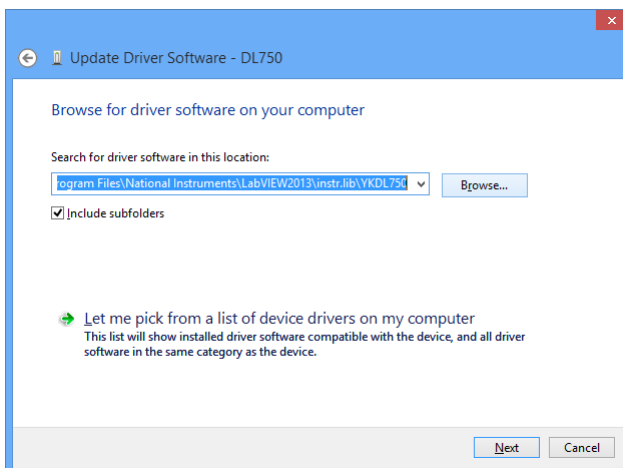 Update Driver Software - DL750
Browse for driver software on your computer
Search for driver software in this location:
rogram Files\National Instruments\LabVIEW2013\instr.lib\YKDL750
Browse...
Include subfolders
Let me pick from a list of device drivers on my computer
This list will show installed driver software compatible with the device, and all driver
software in the same category as the device.
Next
Cancel